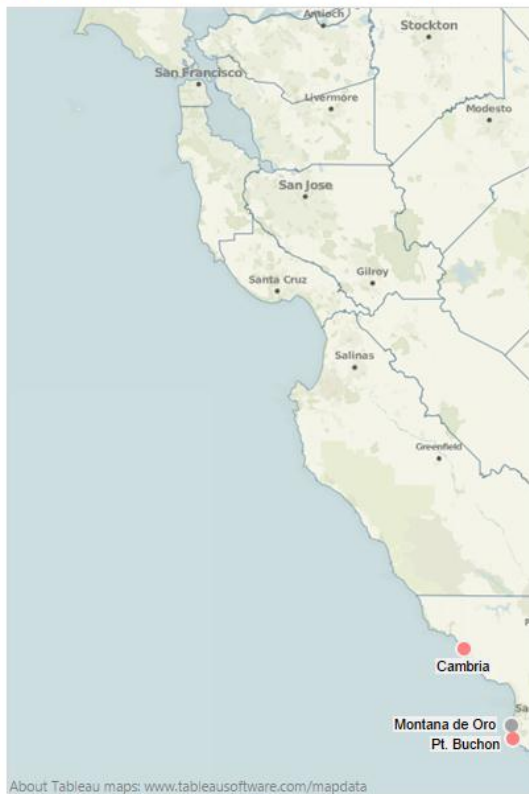 Antioch
Stockton
San Francisco
Livermore
Modesto
San Jose
Gilroy
Santa Cruz
Salinas
Greenfield
Cambria
Montana de Oro
Pt. Buchon
About Tableau maps: www.tableausoftware.com/mapdata